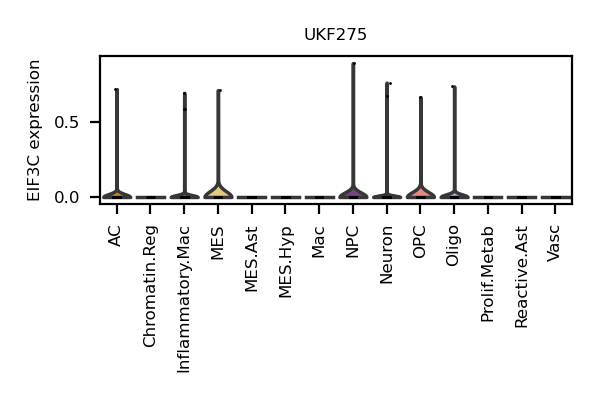 UKF275
EIF3C expression
0.5
0.0
AC
Chromatin.Reg
Inflammatory.Mac
MES
MES.Ast
MES.Hyp
Mac
NPC
Neuron
OPC
Oligo
Prolif.Metab
Reactive.Ast
Vasc